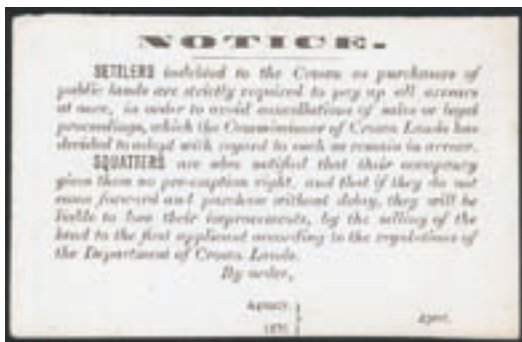 NOTICE.
SETTLERS indebted to the Crown as purchasers of
public lands are strictly required to pay up all arrears
at once, in order to avoid cancellations of sales or legal
proceedings, which the Commissioner of Crown Lands has
decided to adopt with regard to such as remain in arrear.
SQUATTERS are also notified that their occupancy
gives them no pre-emption right, and that if they do not
come forward and purchase without delay, they will be
liable to lose their improvements, by the selling of the
land to the first applicant according to the regulations of
the Department of Crown Lands.
By order,
Agency.
187
Agent.